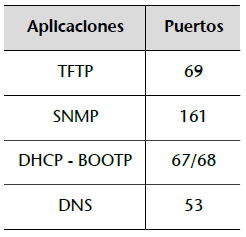 Aplicaciones Puertos
TFTP 69
SNMP 161
DHCP - BOOTP 67/68
DNS 53